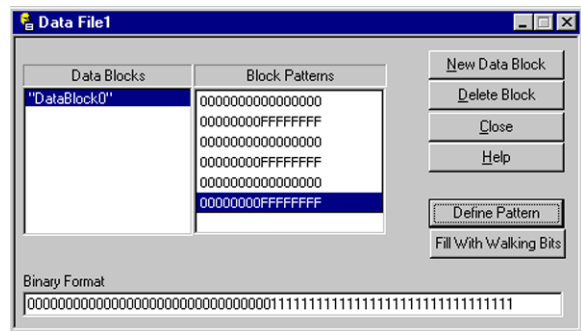 Data File1
Data Blocks
Block Patterns
"DataBlock0"
0000000000000000
00000000FFFFFFFF
0000000000000000
00000000FFFFFFFF
0000000000000000
00000000FFFFFFFF
New Data Block
Delete Block
Close
Help
Define Pattern
Fill With Walking Bits
Binary Format
0000000000000000000000000000000011111111111111111111111111111111